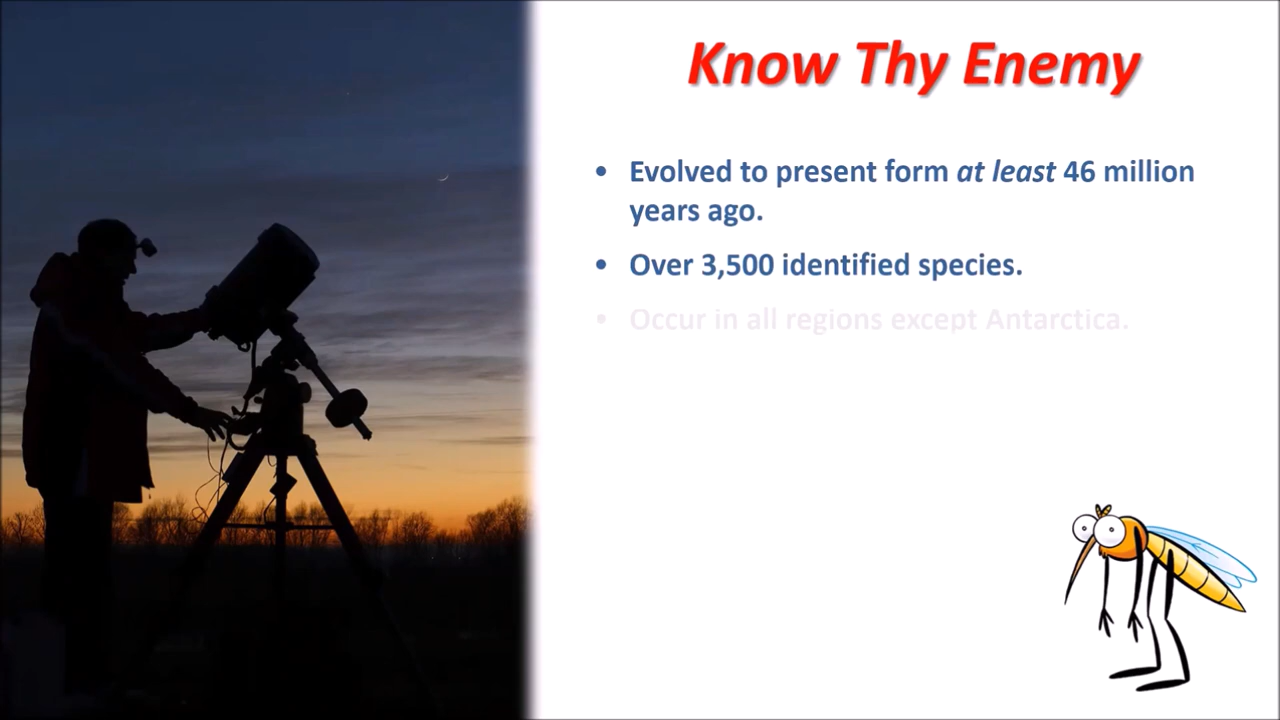 Know Thy Enemy
• Evolved to present form at least 46 million
years ago.
• Over 3,500 identified species.
• Occur in all regions except Antarctica.